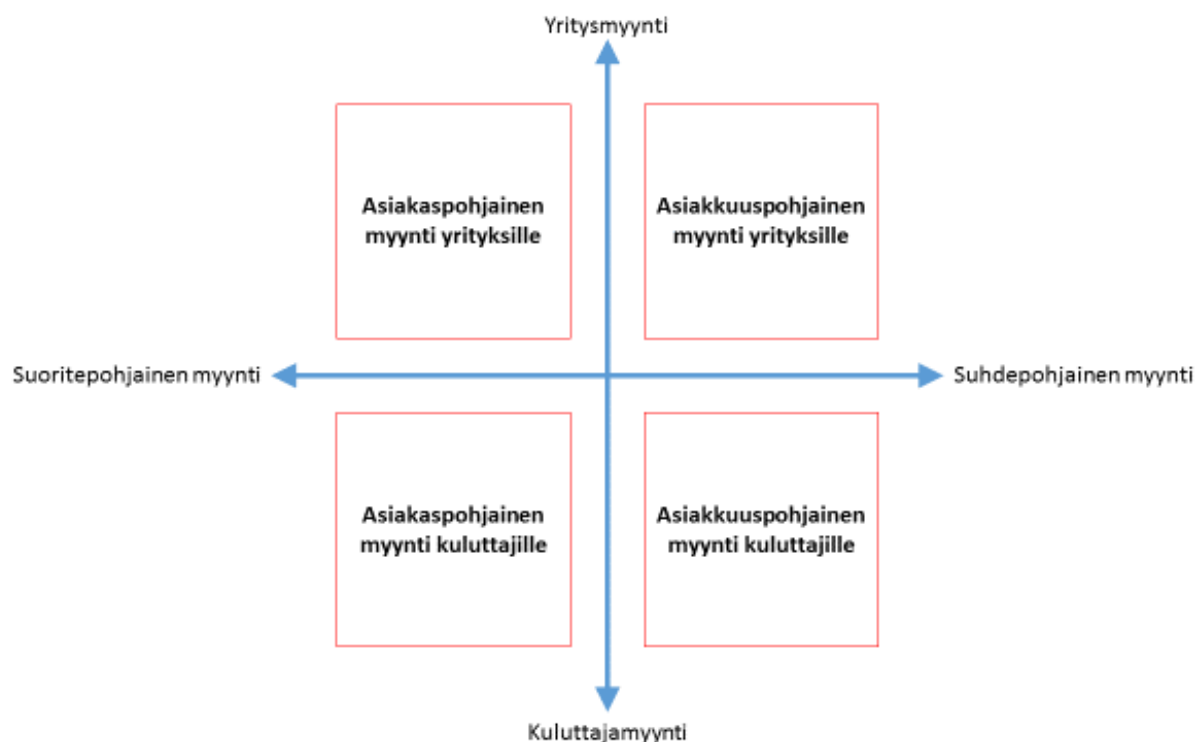 Yritysmyynti
Asiakaspohjainen
myynti yrityksille
Asiakkuuspohjainen
myynti yrityksille
Suoritepohjainen myynti
Suhdepohjainen myynti
Asiakaspohjainen
myynti kuluttajille
Asiakkuuspohjainen
myynti kuluttajille
Kuluttajamyynti